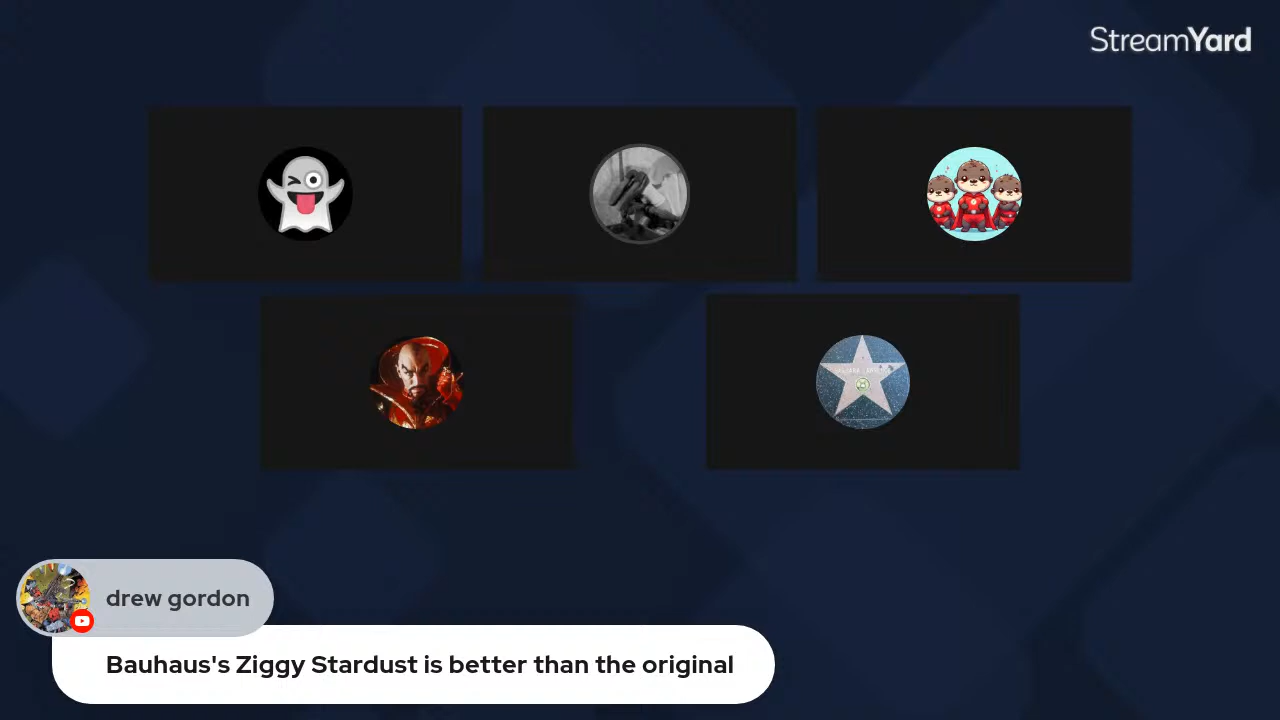 StreamYard
drew gordon
Bauhaus's Ziggy Stardust is better than the original